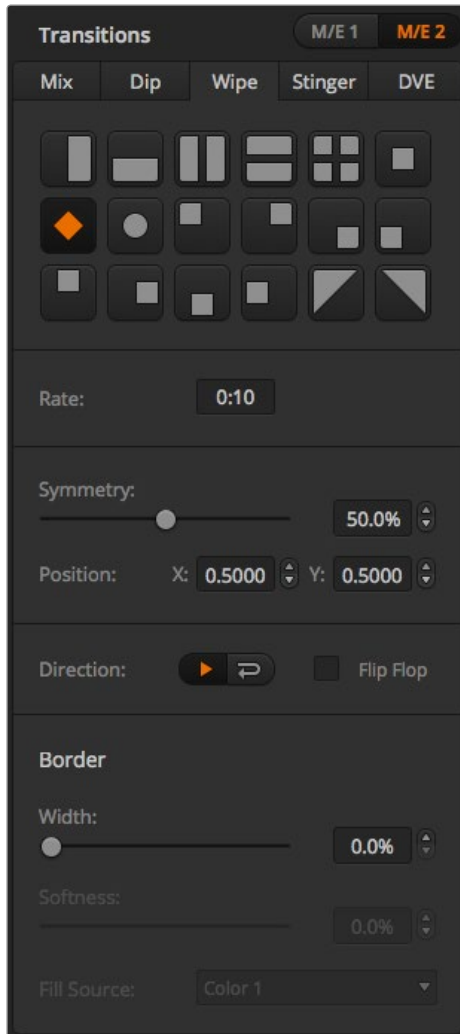 Transitions M/E 1 M/E 2
Mix Dip Wipe Stinger DVE
Rate: 0:10
Symmetry:
50.0%
Position: X: 0.5000 Y: 0.5000
Direction: Flip Flop
Border
Width:
0.0%
Softness:
0.0%
Fill Source: Color 1